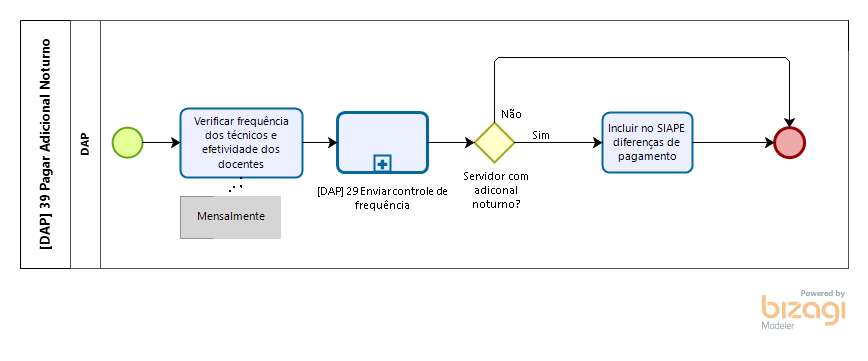 [DAP] 39 Pagar Adicional Noturno
DAP
Verificar frequência
dos técnicos e
efetividade dos
docentes
Mensalmente
[DAP] 29 Enviar controle de
frequência
Não
Sim
Servidor com
adiconal
noturno?
Incluir no SIAPE
diferenças de
pagamento
Powered by
bizagi
Modeler